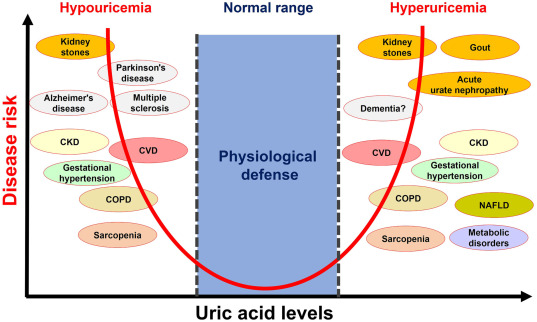 Hypouricemia
Normal range
Hyperuricemia
Kidney
stones
Parkinson's
disease
Alzheimer's
disease
Multiple
sclerosis
CKD
CVD
Gestational
hypertension
COPD
Sarcopenia
Physiological
defense
Kidney
stones
Gout
Acute
urate nephropathy
Dementia?
CKD
CVD
Gestational
hypertension
COPD
NAFLD
Sarcopenia
Metabolic
disorders
Disease risk
Uric acid levels